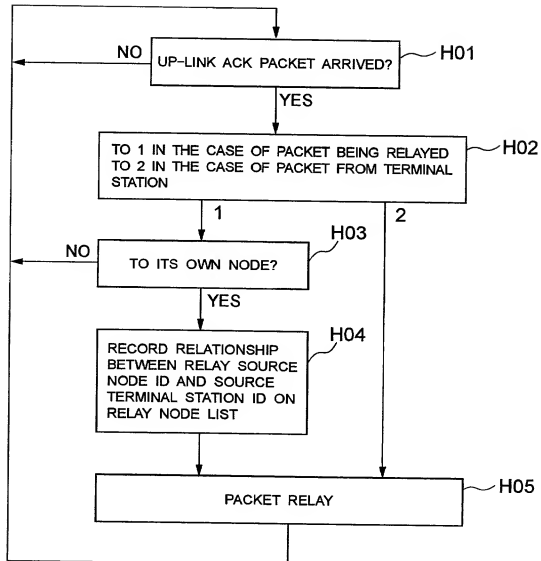 UP-LINK ACK PACKET ARRIVED?
H01
NO
YES
TO 1 IN THE CASE OF PACKET BEING RELAYED
TO 2 IN THE CASE OF PACKET FROM TERMINAL
STATION
H02
1
2
NO
TO ITS OWN NODE?
H03
YES
RECORD RELATIONSHIP
BETWEEN RELAY SOURCE
NODE ID AND SOURCE
TERMINAL STATION ID ON
RELAY NODE LIST
H04
PACKET RELAY
H05